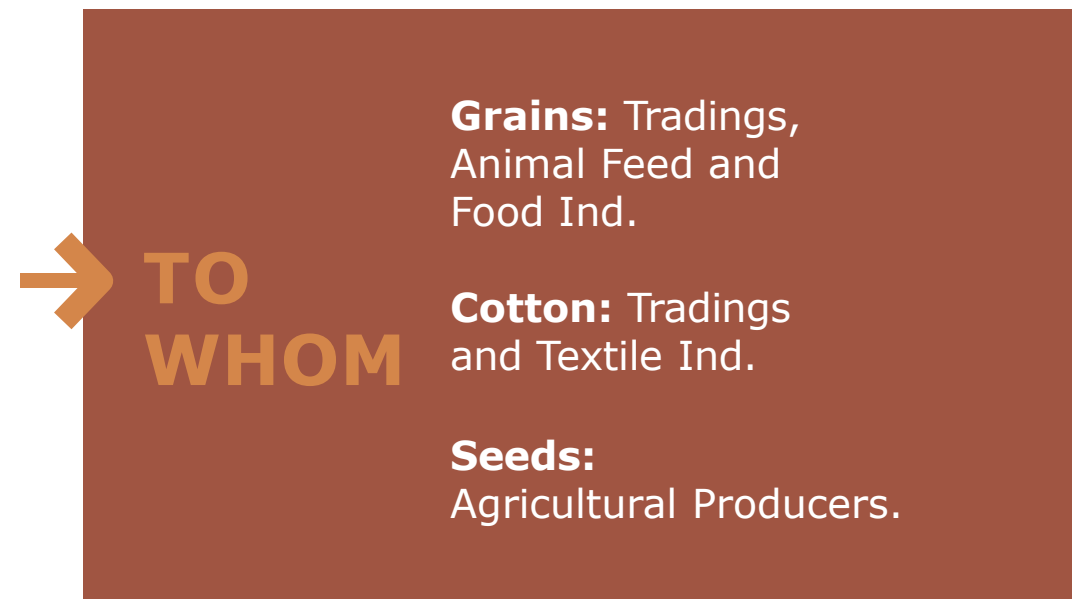 TO
WHOM
Grains: Tradings,
Animal Feed and
Food Ind.
Cotton: Tradings
and Textile Ind.
Seeds:
Agricultural Producers.